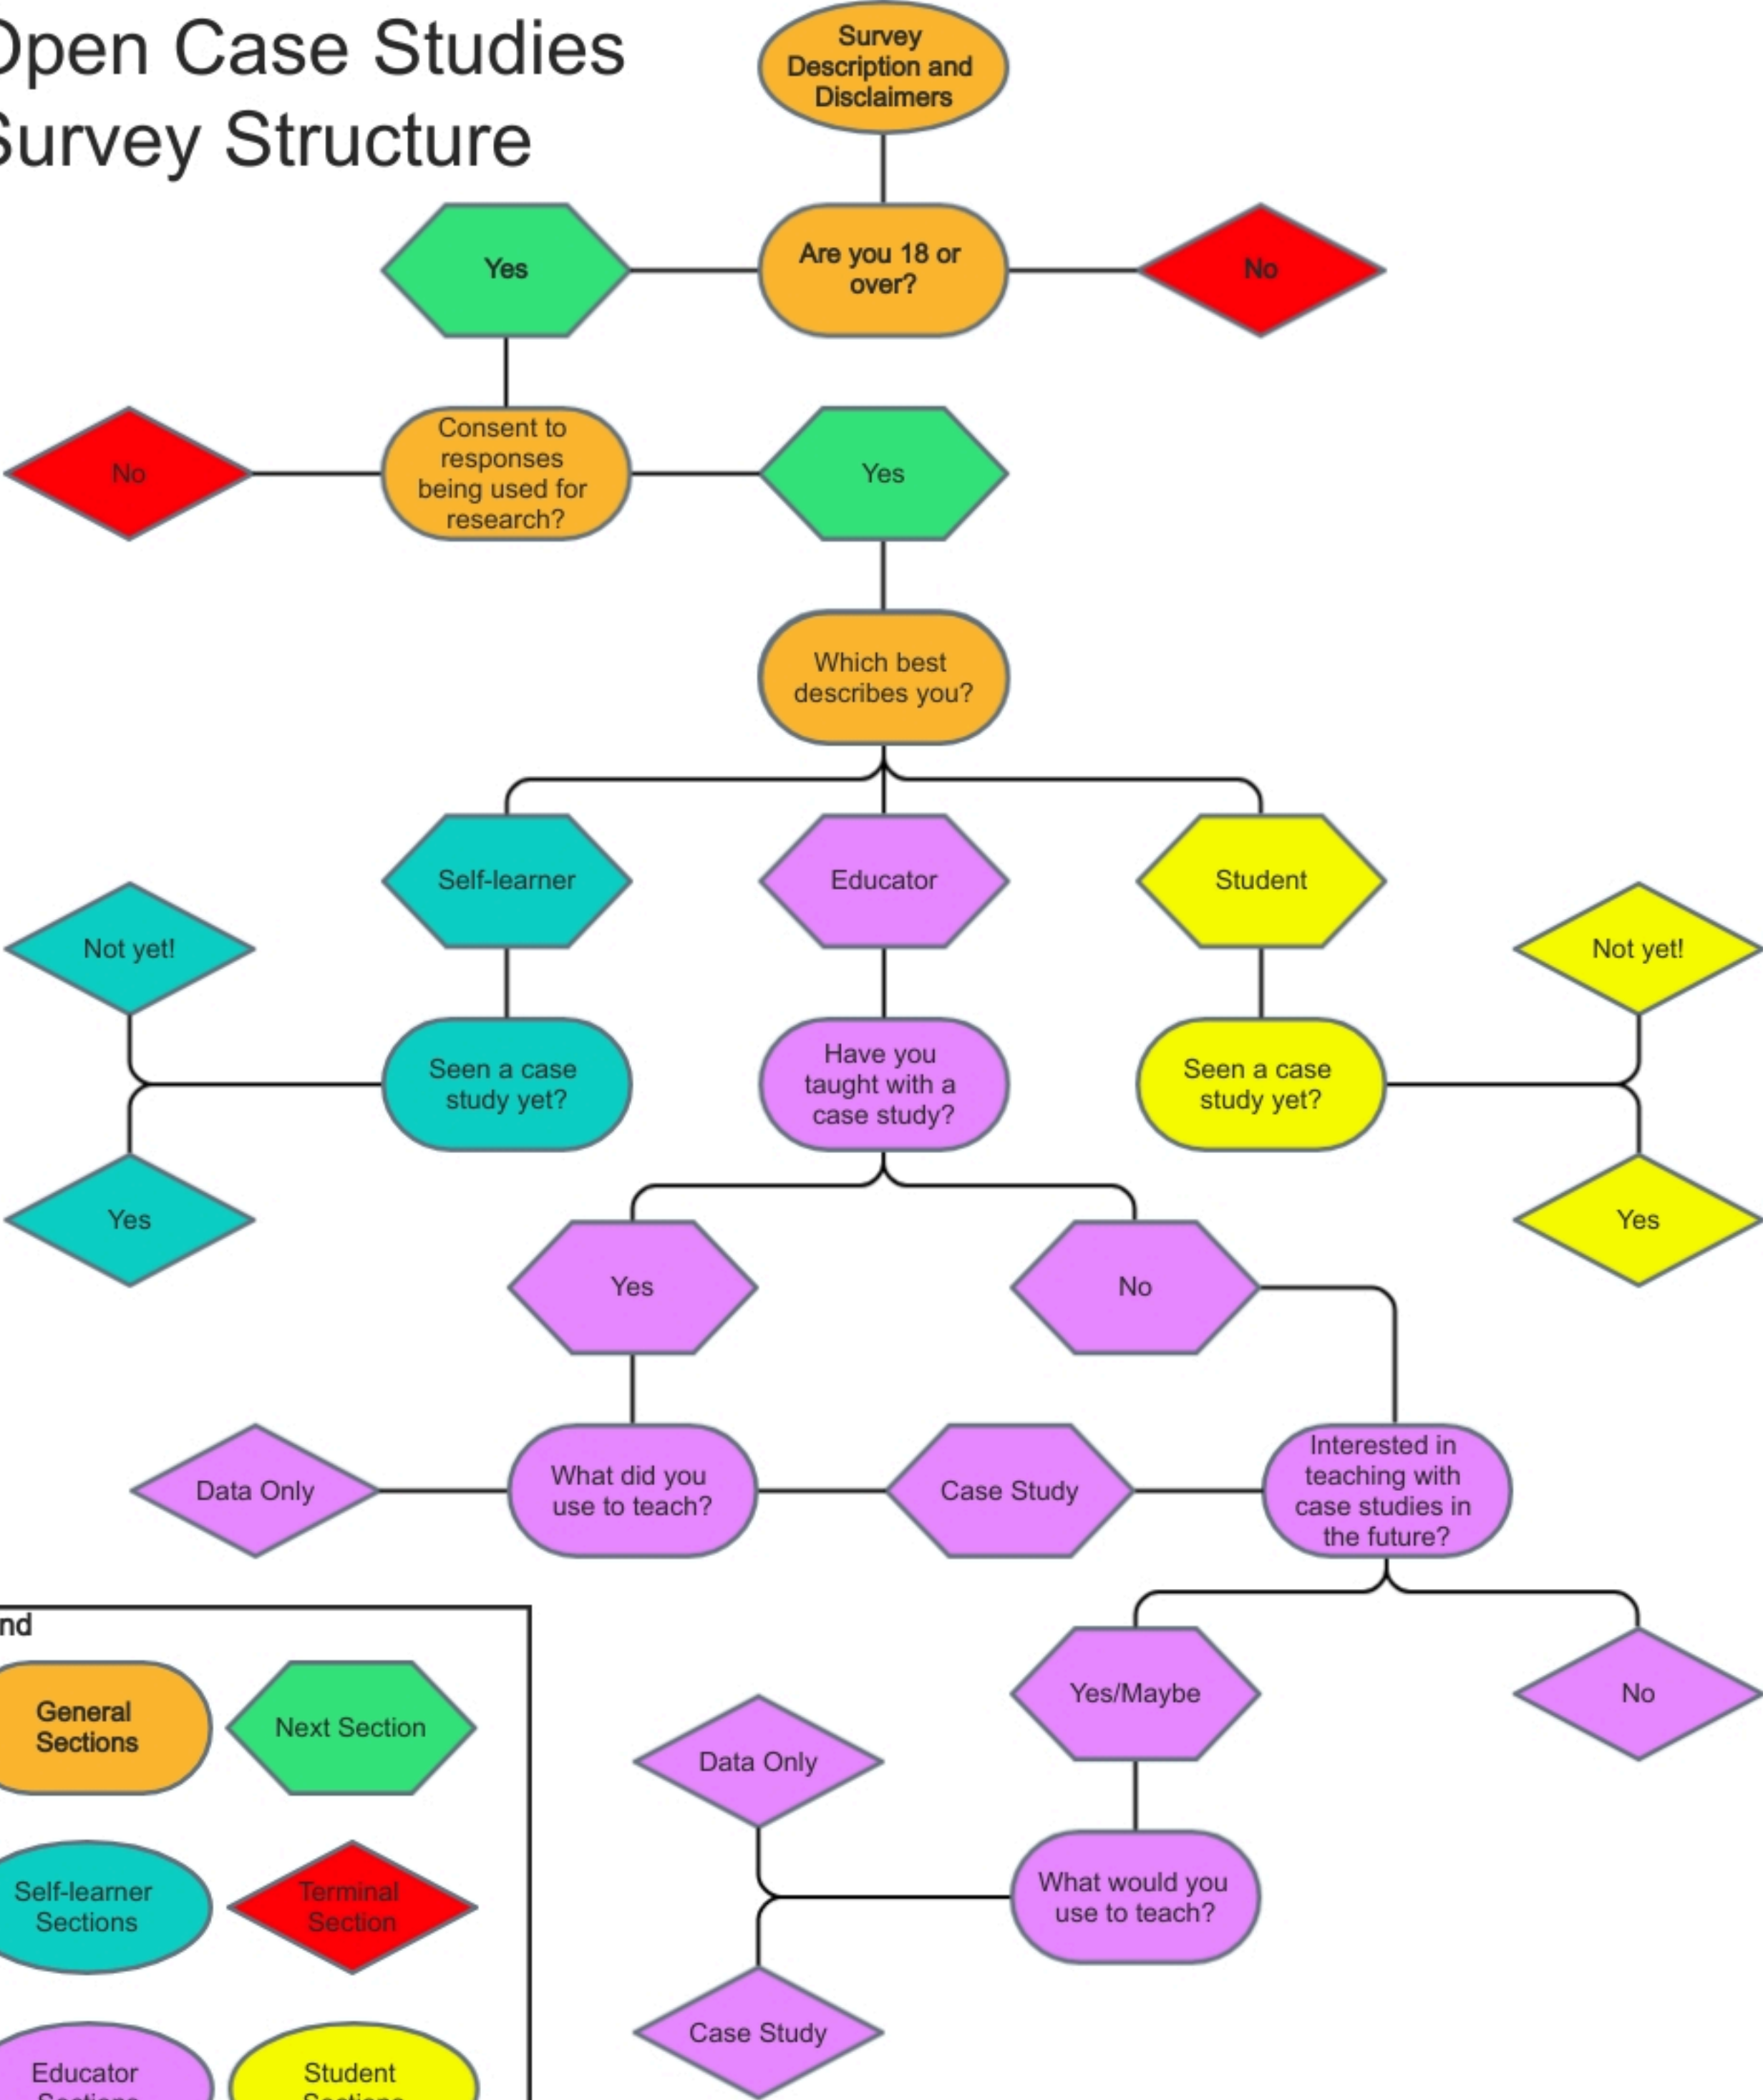 Open Case Studies
Survey Structure
Survey
Description and
Disclaimers
Yes
Are you 18 or
over?
No
No
Consent to
responses
being used for
research?
Yes
Which best
describes you?
Self-learner
Educator
Student
Not yet!
Not yet!
Seen a case
study yet?
Have you
taught with a
case study?
Seen a case
study yet?
Yes
Yes
Yes
No
Data Only
What did you
use to teach?
Case Study
Interested in
teaching with
case studies in
the future?
nd
General
Sections
Next Section
Yes/Maybe
No
Data Only
Self-learner
Sections
Terminal
Section
What would you
use to teach?
Case Study
Educator
Sections
Student
Sections